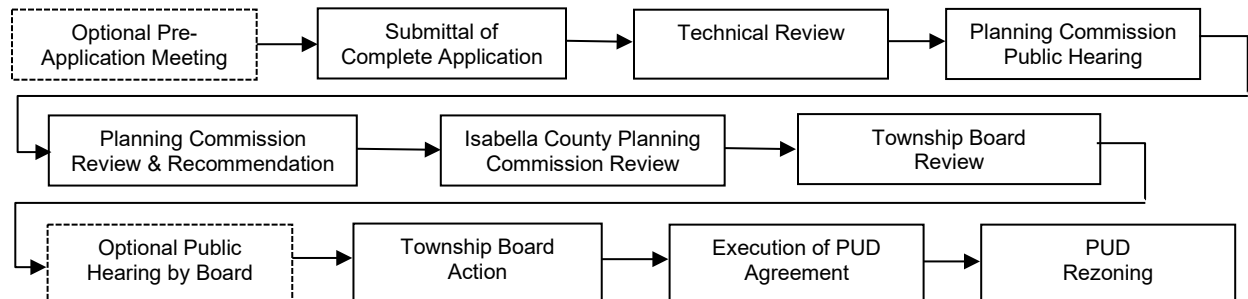 Optional Pre-
Application Meeting
Submittal of
Complete Application
Technical Review
Planning Commission
Public Hearing
Planning Commission
Review & Recommendation
Isabella County Planning
Commission Review
Township Board
Review
Optional Public
Hearing by Board
Township Board
Action
Execution of PUD
Agreement
PUD
Rezoning